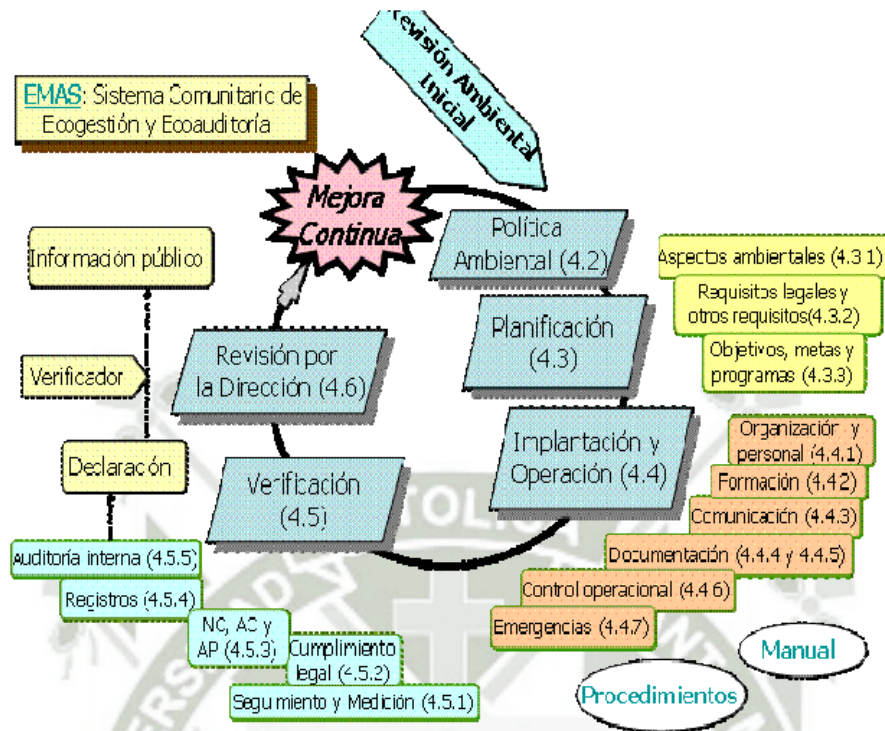 Revisión Ambiental
Inicial
EMAS: Sistema Comunitario de
Ecogestión y Ecoauditoría
Mejora
Continua
Política
Ambiental (4.2)
Información público
Aspectos ambientales (4.3 1)
Requisitos legales y
otros requisitos(4.3.2)
Planificación
(4.3)
Objetivos, metas y
programas (4.3.3)
Revisión por
la Dirección (4.6)
Verificador
Organización y
personal (4.4.1)
Implantación y
Operación (4.4)
Declaración
Formación (4.4 2)
Verificación
(4.5)
Comunicación (4.4.3)
Auditoría interna (4.5.5)
Documentación (4.4.4 y 4.4.5)
Registros (4.5.4)
Control operacional (4.4 6)
NC, AC y
AP (4.5.3)
Emergencias (4.4.7)
Cumplimiento
legal (4.5.2)
Manual
Seguimiento y Medición (4.5.1)
Procedimientos